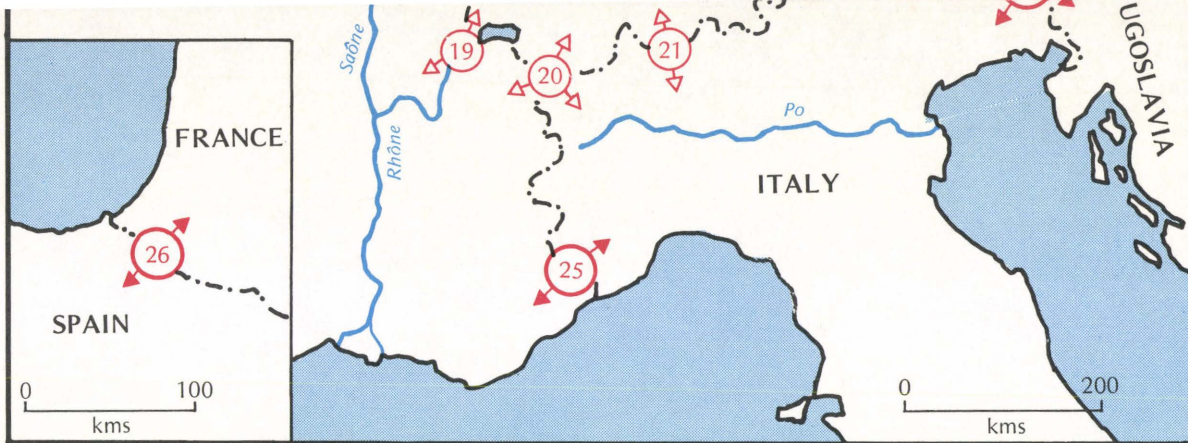 FRANCE
26
SPAIN
0 100
kms
Saône
Rhône
19
20
21
25
Po
ITALY
UGOSLAVIA
0 200
kms